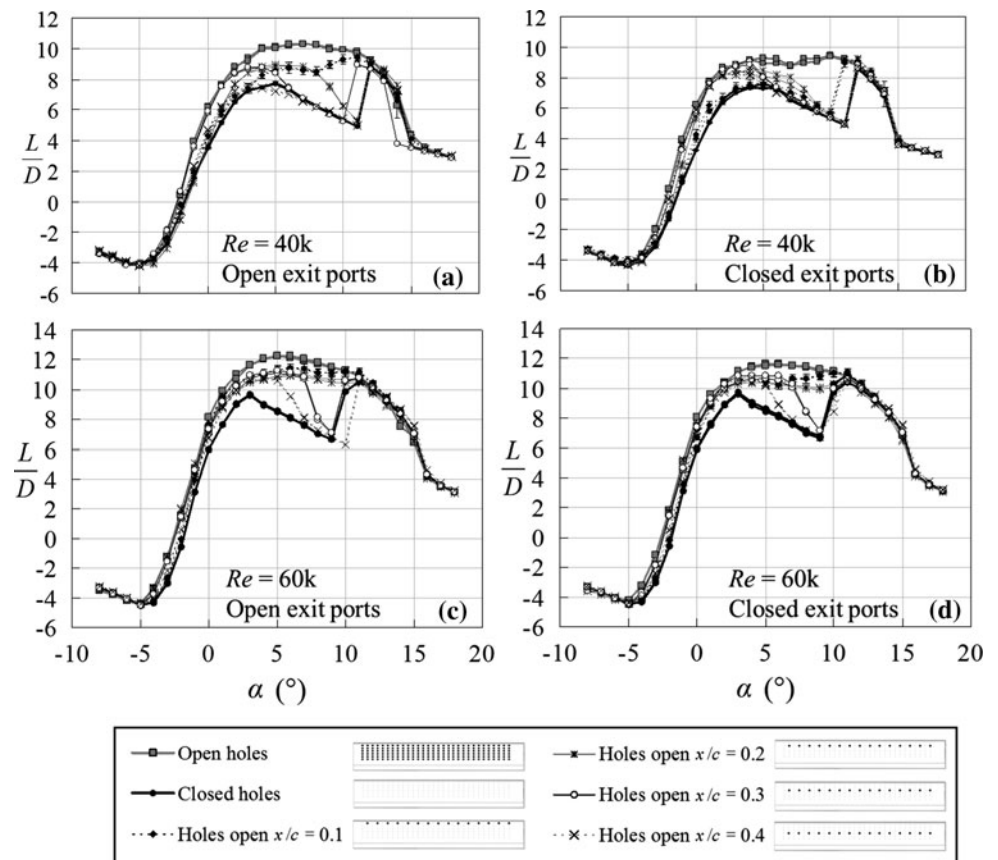 12
10
8
6
4
2
0
-2
-4
-6
L
D
Re = 40k
Open exit ports
(a)
12
10
8
6
4
2
0
-2
-4
-6
L
D
Re = 40k
Closed exit ports
(b)
14
12
10
8
6
4
2
0
-2
-4
-6
L
D
Re = 60k
Open exit ports
(c)
-10
-5
0
5
10
15
20
α (°)
14
12
10
8
6
4
2
0
-2
-4
-6
L
D
Re = 60k
Closed exit ports
(d)
-10
-5
0
5
10
15
20
α (°)
Open holes
Closed holes
Holes open x/c = 0.1
Holes open x/c = 0.2
Holes open x/c = 0.3
Holes open x/c = 0.4